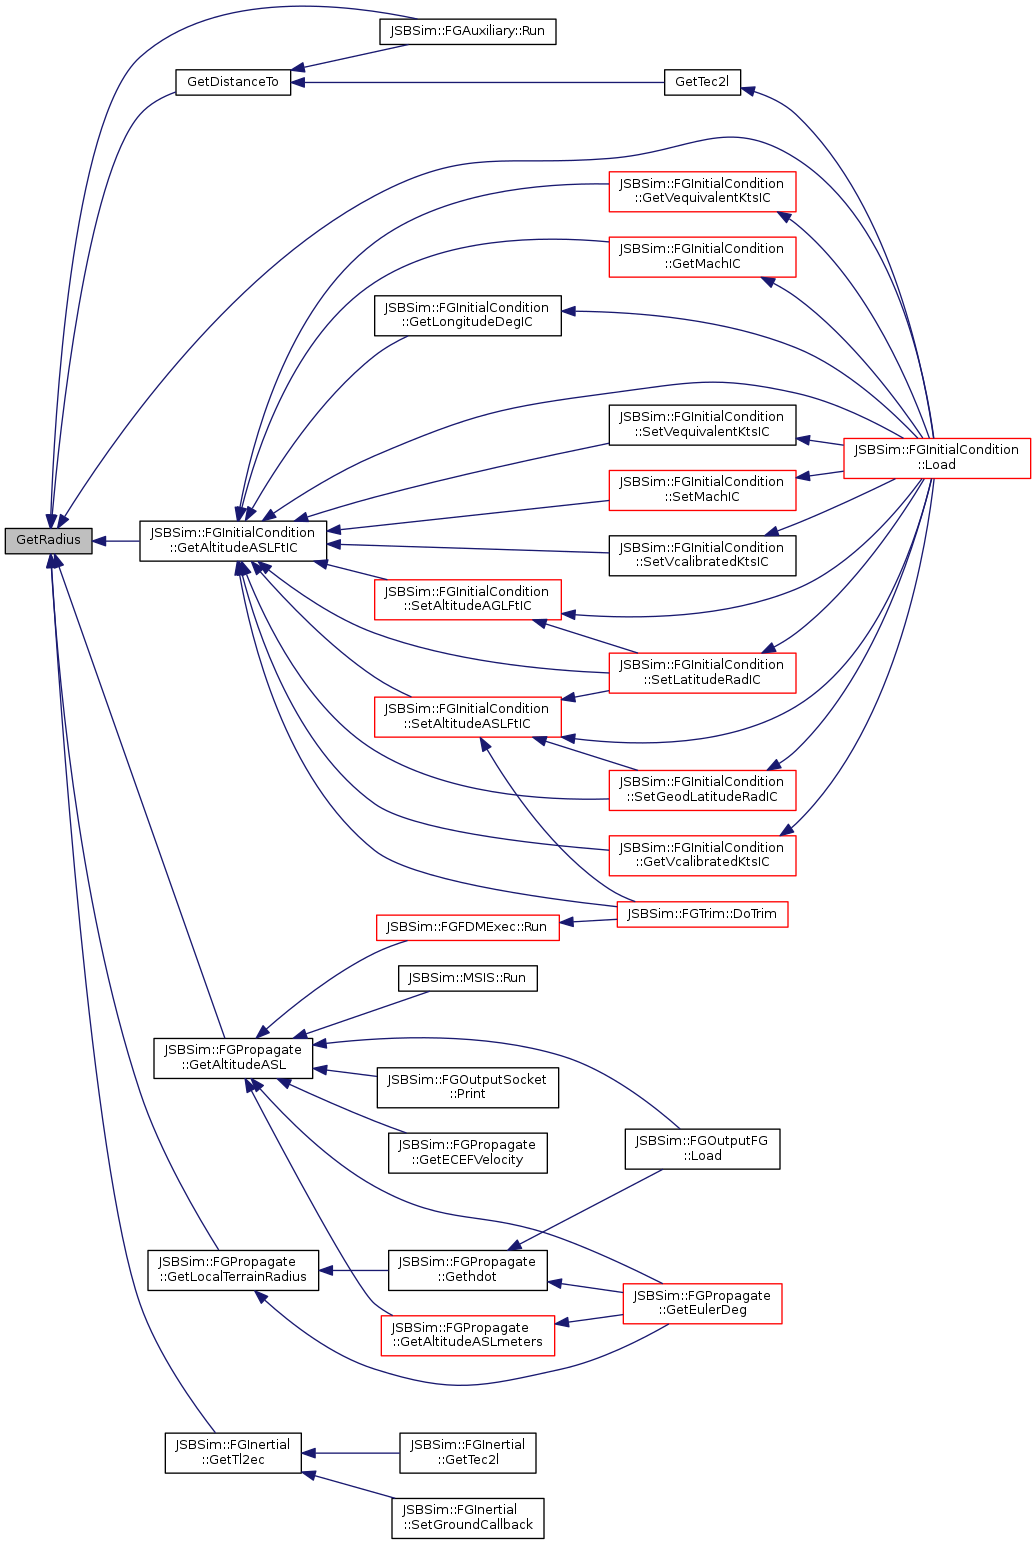 JSBSim::FGAuxiliary::Run
GetDistanceTo
GetTec2l
JSBSim::FGInitialCondition
::GetVequivalentKtsIC
JSBSim::FGInitialCondition
::GetMachIC
JSBSim::FGInitialCondition
::GetLongitudeDegIC
JSBSim::FGInitialCondition
::SetVequivalentKtsIC
JSBSim::FGInitialCondition
::Load
JSBSim::FGInitialCondition
::SetMachIC
GetRadius
JSBSim::FGInitialCondition
::GetAltitudeASLFtIC
JSBSim::FGInitialCondition
::SetVcalibratedKtsIC
JSBSim::FGInitialCondition
::SetAltitudeAGLFtIC
JSBSim::FGInitialCondition
::SetLatitudeRadIC
JSBSim::FGInitialCondition
::SetAltitudeASLFtIC
JSBSim::FGInitialCondition
::SetGeodLatitudeRadIC
JSBSim::FGInitialCondition
::GetVcalibratedKtsIC
JSBSim::FGTrim::DoTrim
JSBSim::FGFDMExec::Run
JSBSim::MSIS::Run
JSBSim::FGPropagate
::GetAltitudeASL
JSBSim::FGOutputSocket
::Print
JSBSim::FGPropagate
::GetECEFVelocity
JSBSim::FGOutputFG
::Load
JSBSim::FGPropagate
::GetLocalTerrainRadius
JSBSim::FGPropagate
::Gethdot
JSBSim::FGPropagate
::GetEulerDeg
JSBSim::FGPropagate
::GetAltitudeASLmeters
JSBSim::FGInertial
::GetTl2ec
JSBSim::FGInertial
::GetTec2l
JSBSim::FGInertial
::SetGroundCallback